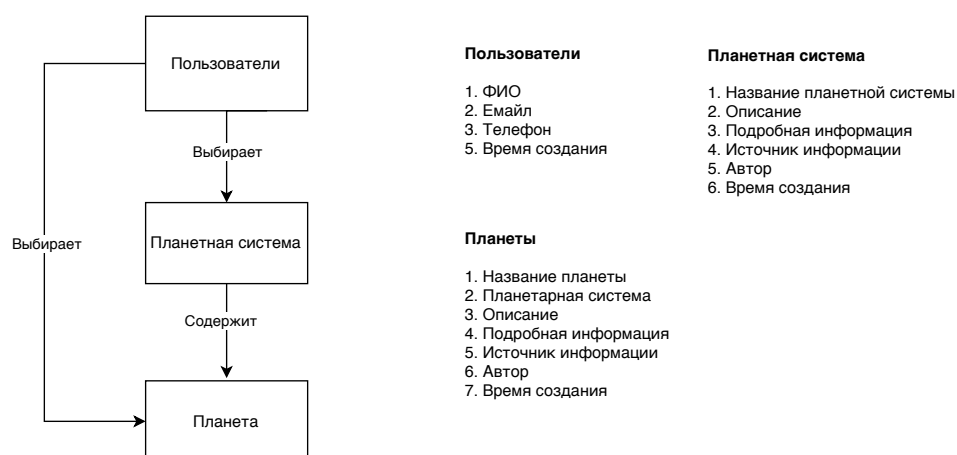 Пользователи
Выбирает
Выбирает
Планетная система
Содержит
Планета
Пользователи
1. ФИО
2. Емайл
3. Телефон
5. Время создания
Планетная система
1. Название планетной системы
2. Описание
3. Подробная информация
4. Источник информации
5. Автор
6. Время создания
Планеты
1. Название планеты
2. Планетарная система
3. Описание
4. Подробная информация
5. Источник информации
6. Автор
7. Время создания